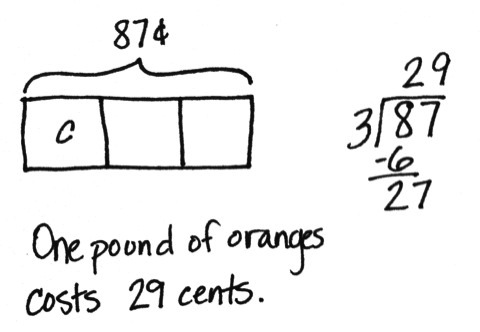 87¢
c
29
3 87
-6
27
One pound of oranges
costs 29 cents.